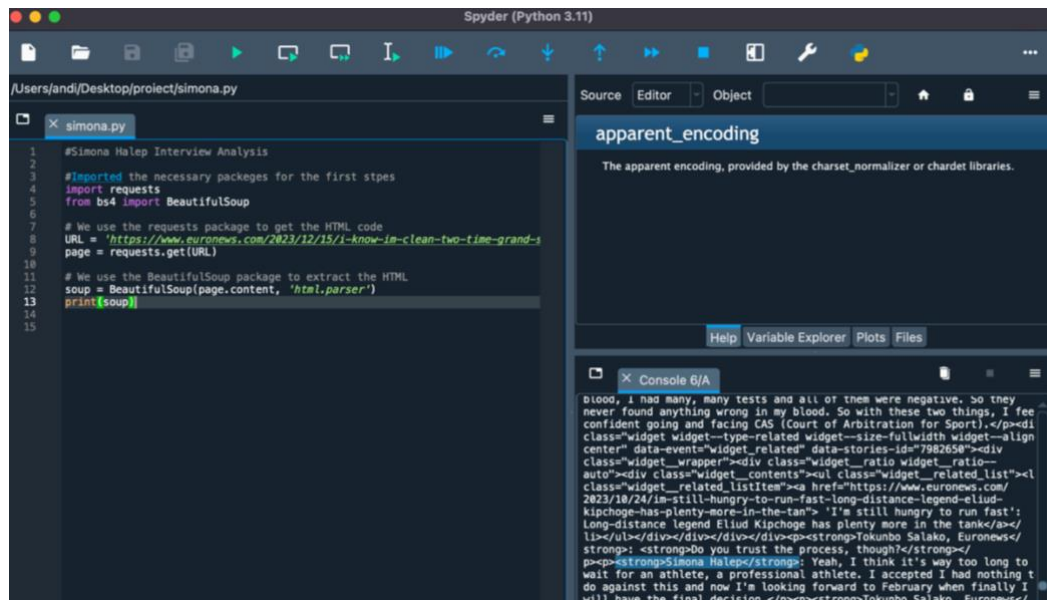 Spyder (Python 3.11)
/Users/andi/Desktop/proiect/simona.py
simona.py
1 #Simona Halep Interview Analysis
2
3 #Imported the necessary packeges for the first stpes
4 import requests
5 from bs4 import BeautifulSoup
6
7 # We use the requests package to get the HTML code
8 URL = 'https://www.euronews.com/2023/12/15/i-know-im-clean-two-time-grand-s
9 page = requests.get(URL)
10
11 # We use the BeautifulSoup package to extract the HTML
12 soup = BeautifulSoup(page.content, 'html.parser')
13 print(soup)
14
15
Source Editor Object
apparent_encoding
The apparent encoding, provided by the charset_normalizer or chardet libraries.
Help Variable Explorer Plots Files
Console 6/A
blood, I had many, many tests and all of them were negative. So they
never found anything wrong in my blood. So with these two things, I fee
confident going and facing CAS (Court of Arbitration for Sport).</p><di
class="widget widget--type-related widget--size-fullwidth widget--align
center" data-event="widget_related" data-stories-id="7982650"><div
class="widget__wrapper"><div class="widget__ratio widget__ratio--
auto"><div class="widget__contents"><ul class="widget__related_list"><l
class="widget__related_listItem"><a href="https://www.euronews.com/
2023/10/24/im-still-hungry-to-run-fast-long-distance-legend-eliud-
kipchoge-has-plenty-more-in-the-tan"> 'I'm still hungry to run fast':
Long-distance legend Eliud Kipchoge has plenty more in the tank</a></
li></ul></div></div></div></div><p><strong>Tokunbo Salako, Euronews</
strong>: <strong>Do you trust the process, though?</strong></
p><p><strong>Simona Halep</strong>: Yeah, I think it's way too long to
wait for an athlete, a professional athlete. I accepted I had nothing t
do against this and now I'm looking forward to February when finally I
will have the final decision.</p><p><strong>Tokunbo Salako, Euronews</